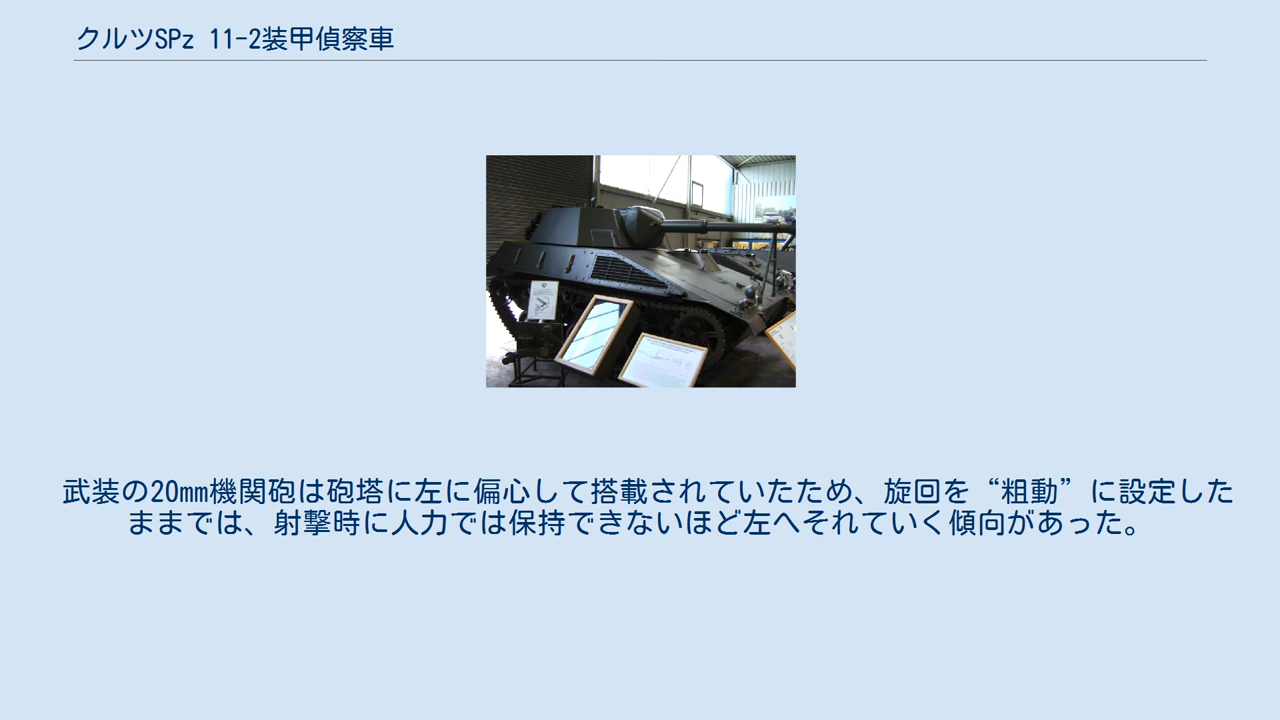 クルツSPz 11-2装甲偵察車
武装の20mm機関砲は砲塔に左に偏心して搭載されていたため、旋回を“粗動”に設定した
ままでは、射撃時に人力では保持できないほど左へそれていく傾向があった。